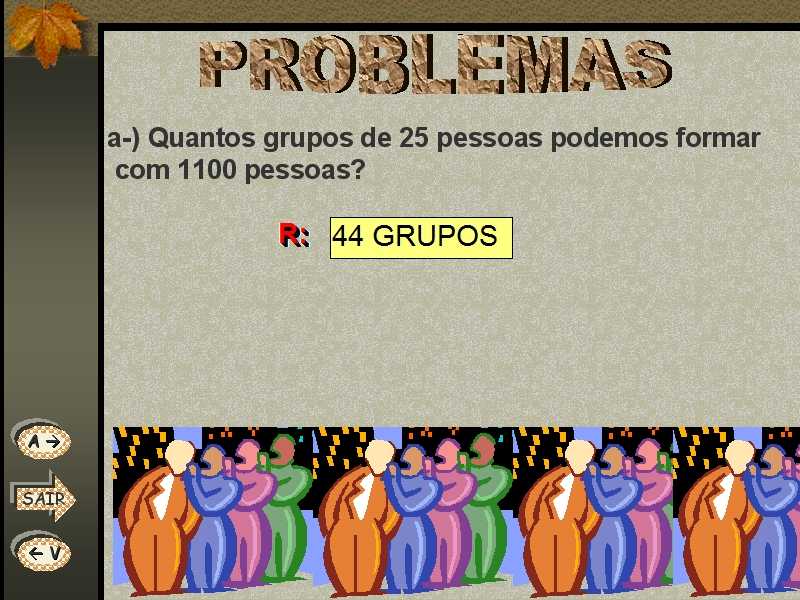 PROBLEMAS
a-) Quantos grupos de 25 pessoas podemos formar
com 1100 pessoas?
R: 44 GRUPOS
A →
SAIR
← V